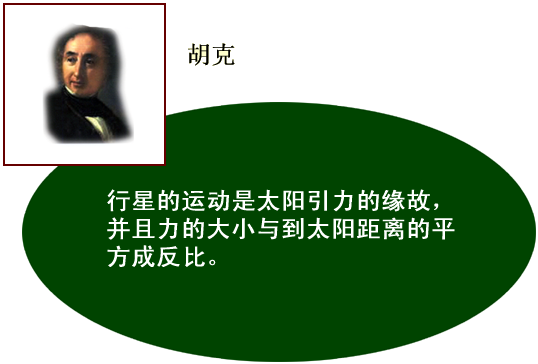 胡克
行星的运动是太阳引力的缘故，
并且力的大小与到太阳距离的平
方成反比。